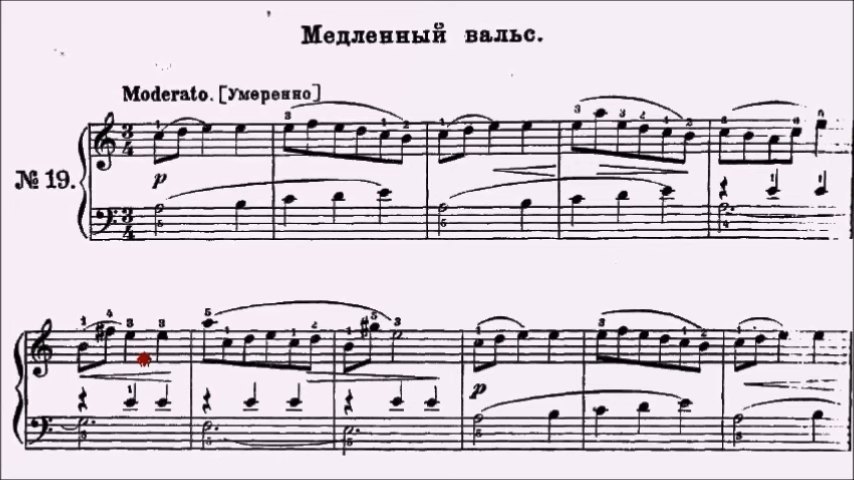 Медленный вальс.
Moderato. [Умеренно]
№ 19.
p
p